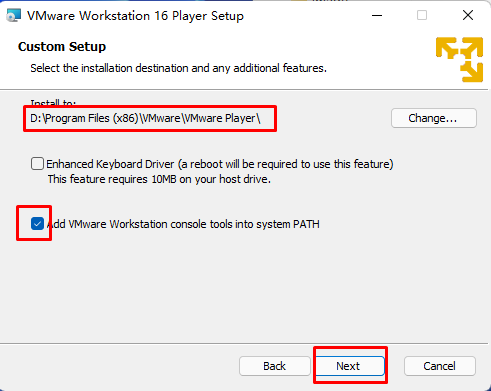 VMware Workstation 16 Player Setup
Custom Setup
Select the installation destination and any additional features.
Install to:
D:\Program Files (x86)\VMware\VMware Player\
Change...
Enhanced Keyboard Driver (a reboot will be required to use this feature)
This feature requires 10MB on your host drive.
Add VMware Workstation console tools into system PATH
Back
Next
Cancel